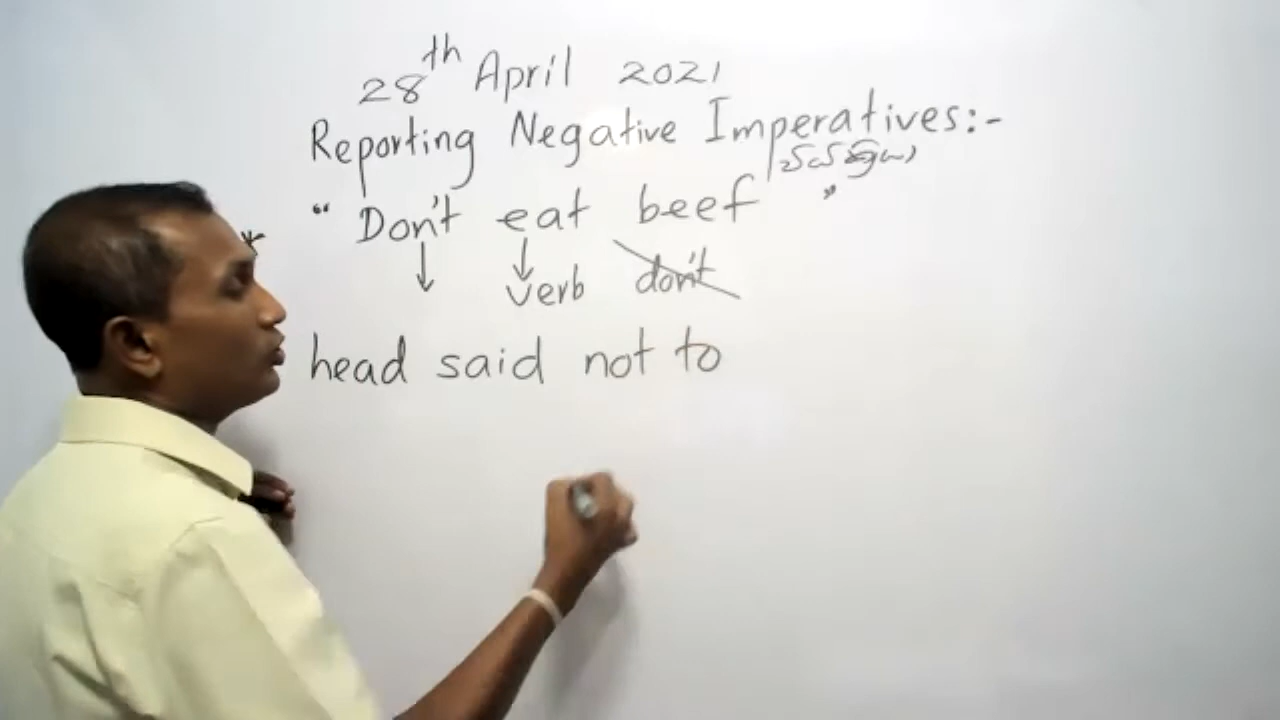 28th April 2021
Reporting Negative Imperatives:-
“ Don't eat beef ”
↓ ↓
verb don't
head said not to